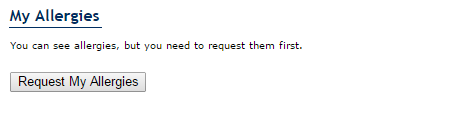 My Allergies
You can see allergies, but you need to request them first.
Request My Allergies